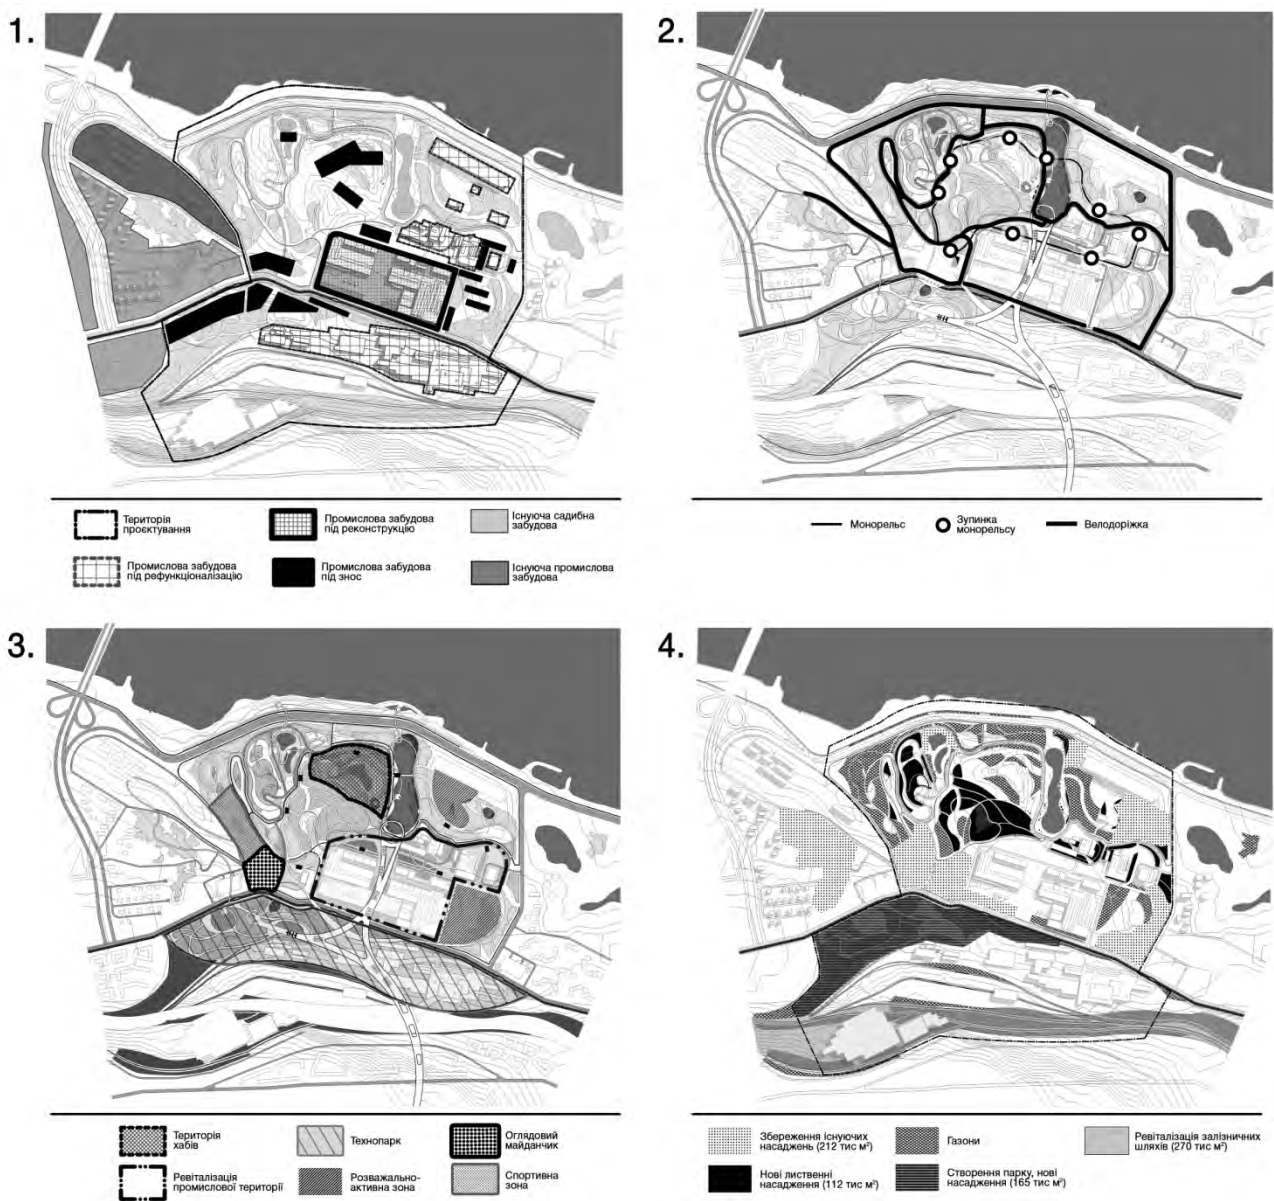 1.
Територія
проєктування
Промислова забудова
під реконструкцію
Існуюча садибна
забудова
Промислова забудова
під рефункціоналізацію
Промислова забудова
під знос
Існуюча промислова
забудова
2.
Монорельс
Зупинка
монорельсу
Велодоріжка
3.
Територія
хабів
Технопарк
Оглядовий
майданчик
Ревіталізація
промислової території
Розважально-
активна зона
Спортивна
зона
4.
Збереження існуючих
насаджень (212 тис м²)
Газони
Ревіталізація залізничних
шляхів (270 тис м²)
Нові лиственні
насадження (112 тис м²)
Створення парку, нові
насадження (165 тис м²)